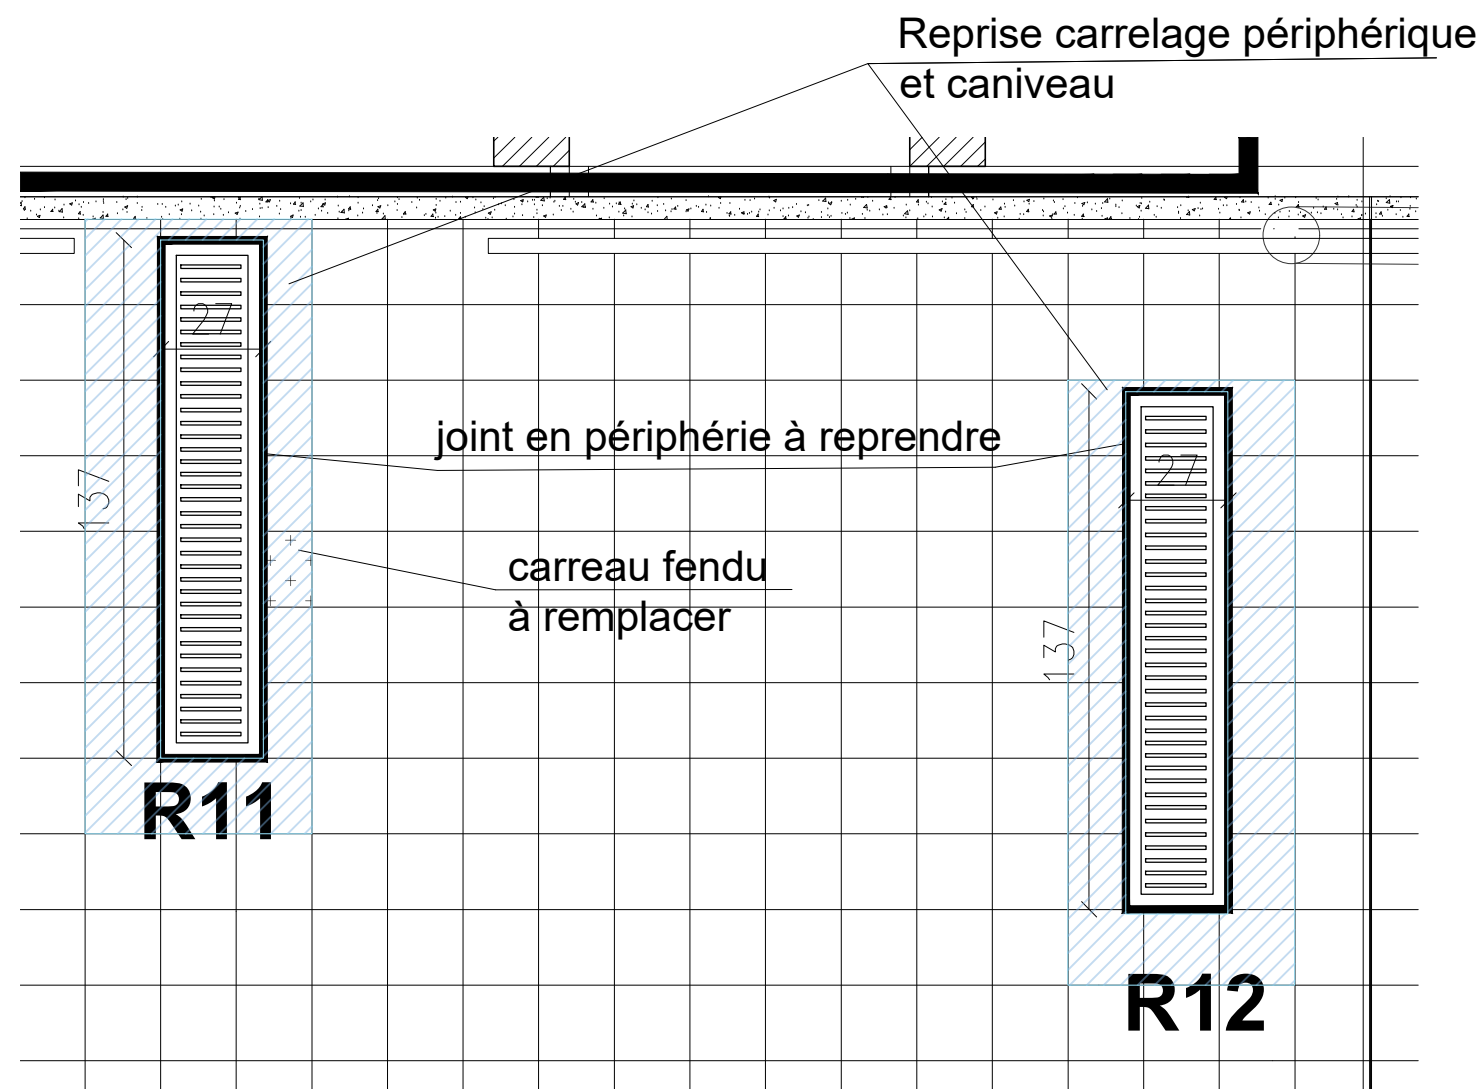 Reprise carrelage périphérique
et caniveau
27
joint en périphérie à reprendre
27
137
carreau fendu
à remplacer
137
R11
R12